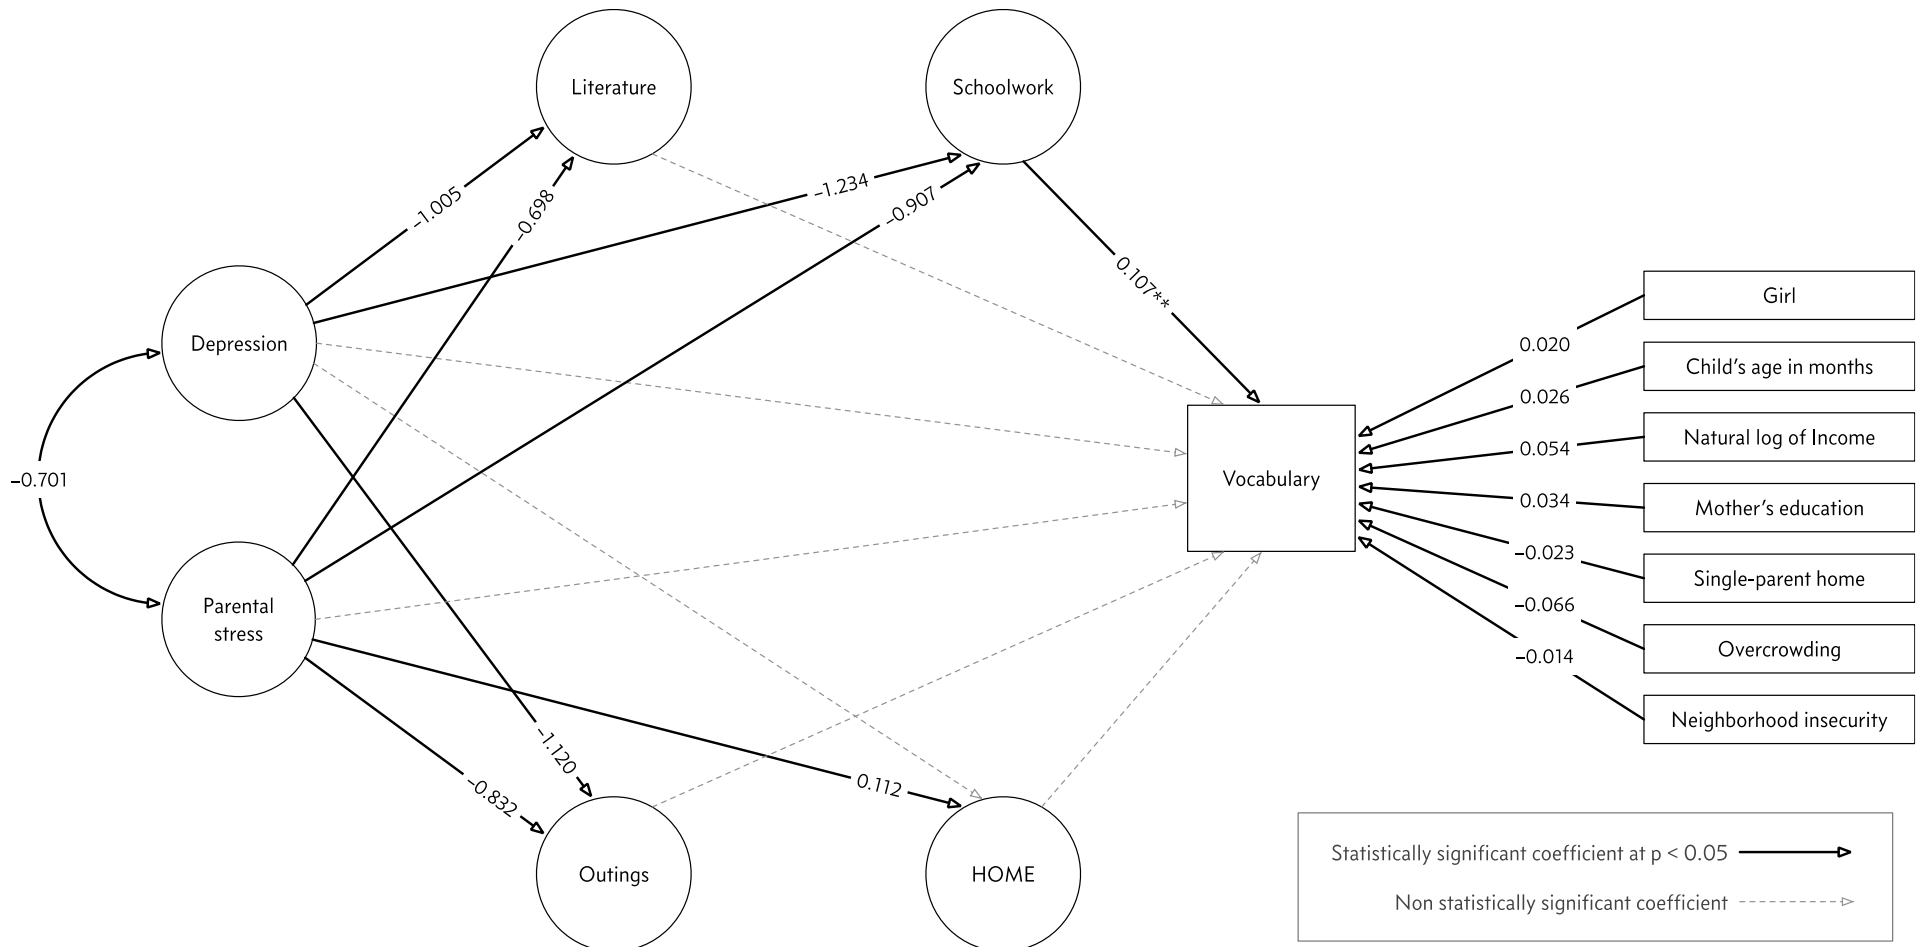 Literature
Schoolwork
−1.005
−0.698
−1.234
−0.907
0.107**
Depression
−0.701
Parental
stress
Vocabulary
0.020
0.026
0.054
0.034
−0.023
−0.066
−0.014
Girl
Child's age in months
Natural log of Income
Mother's education
Single-parent home
Overcrowding
Neighborhood insecurity
−1.120
−0.832
0.112
Outings
HOME
Statistically significant coefficient at p < 0.05
Non statistically significant coefficient